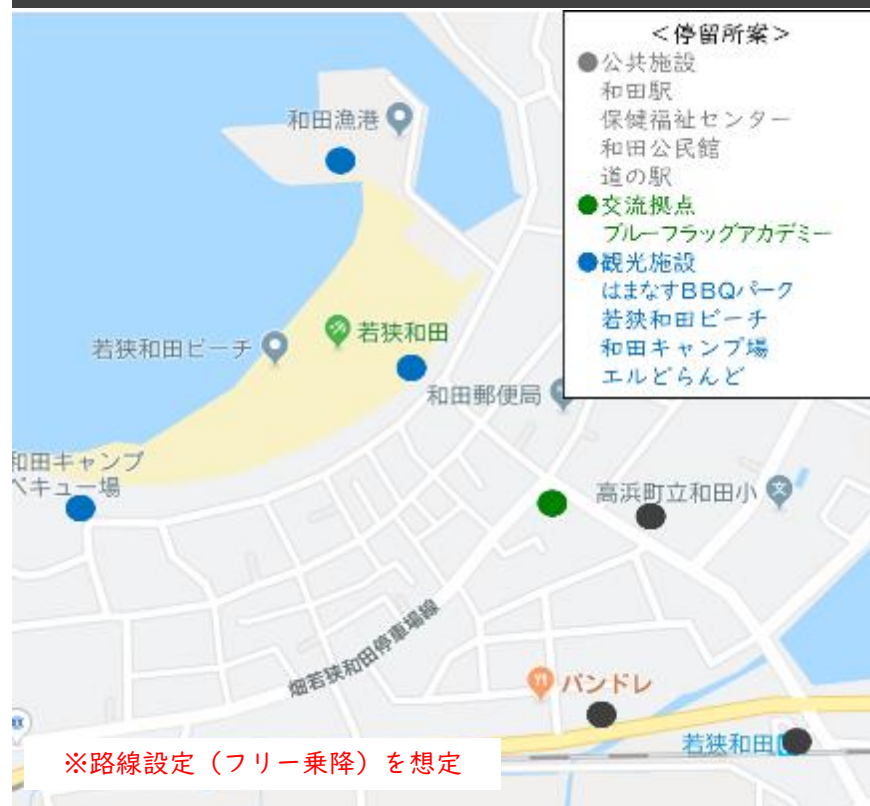 ＜停留所案＞
●公共施設
和田駅
保健福祉センター
和田公民館
道の駅
●交流拠点
ブルーフラッグアカデミー
●観光施設
はまなすBBQパーク
若狭和田ビーチ
和田キャンプ場
エルどらんど
和田漁港
若狭和田ビーチ
若狭和田
和田郵便局
和田キャンプ
ベキュー場
高浜町立和田小
文
畑若狭和田停車場線
パンドレ
若狭和田
※路線設定（フリー乗降）を想定